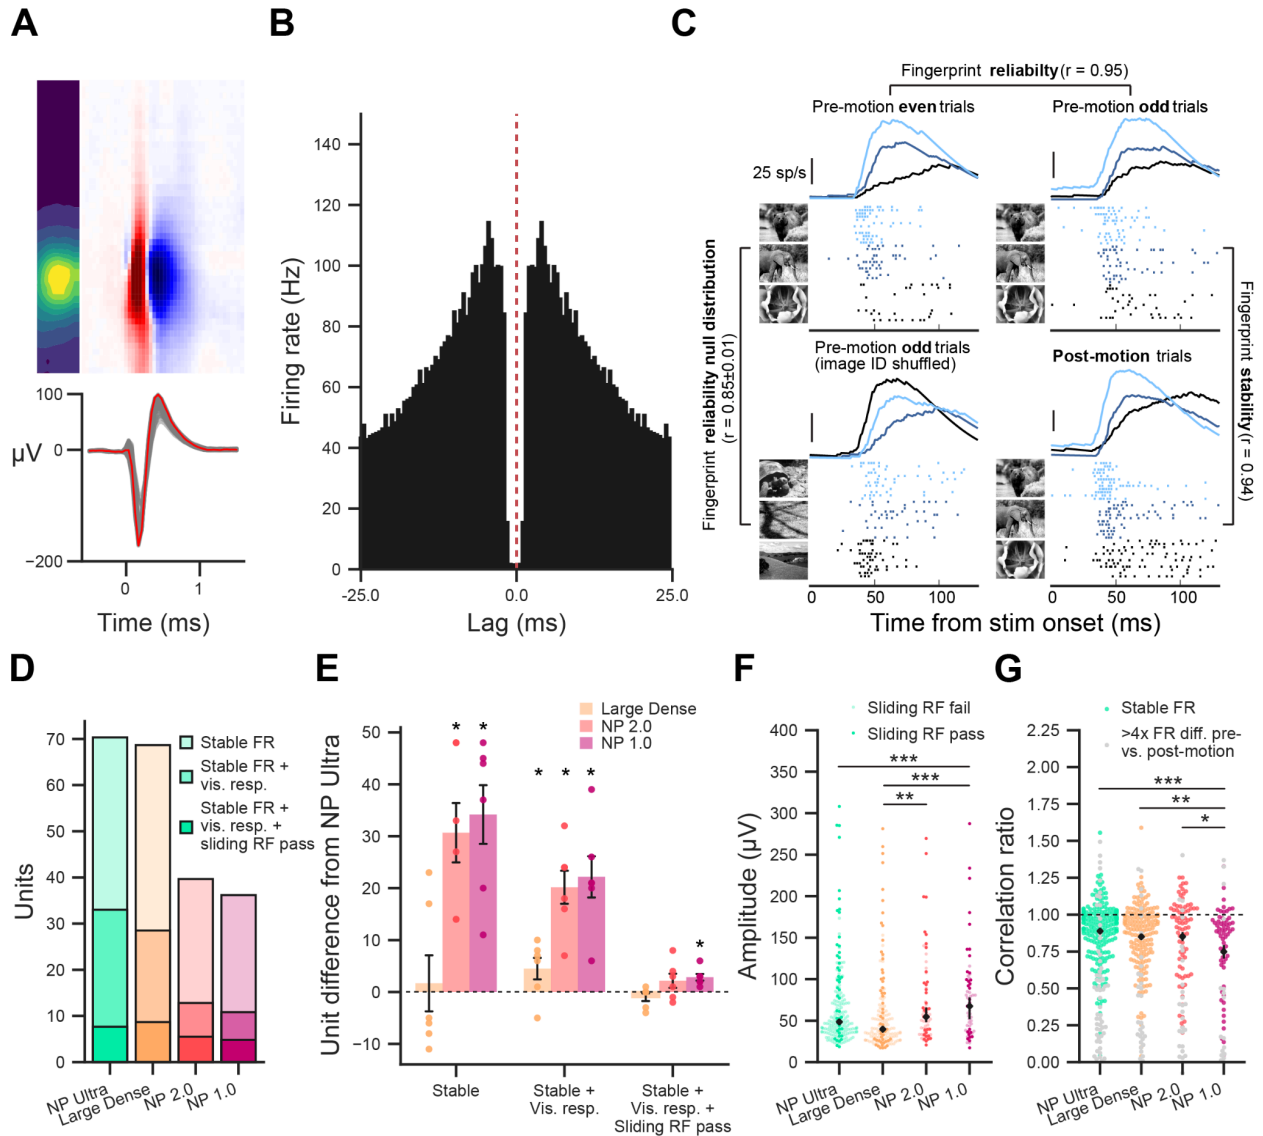 A
B
C
100
0
−200
μV
0
1
Time (ms)
Firing rate (Hz)
140
120
100
80
60
40
20
0
-25.0
0.0
25.0
Lag (ms)
Fingerprint reliabilty (r = 0.95)
Pre-motion even trials
Pre-motion odd trials
25 sp/s
Fingerprint reliability null distribution
(r = 0.85±0.01)
Fingerprint stability (r = 0.94)
Pre-motion odd trials
(image ID shuffled)
Post-motion trials
0
50
100
0
50
100
Time from stim onset (ms)
D
E
F
G
Units
70
60
50
40
30
20
10
0
Stable FR
Stable FR +
vis. resp.
Stable FR +
vis. resp. +
sliding RF pass
NP Ultra
Large Dense
NP 2.0
NP 1.0
Unit difference from NP Ultra
50
40
30
20
10
0
−10
Large Dense
NP 2.0
NP 1.0
* *
* * *
*
Stable
Stable +
Vis. resp.
Stable +
Vis. resp. +
Sliding RF pass
Sliding RF fail
Sliding RF pass
Amplitude (μV)
400
350
300
250
200
150
100
50
0
***
***
**
NP Ultra
Large Dense
NP 2.0
NP 1.0
Stable FR
>4x FR diff. pre-
vs. post-motion
Correlation ratio
2.25
2.00
1.75
1.50
1.25
1.00
0.75
0.50
0.25
0.00
***
**
*
NP Ultra
Large Dense
NP 2.0
NP 1.0